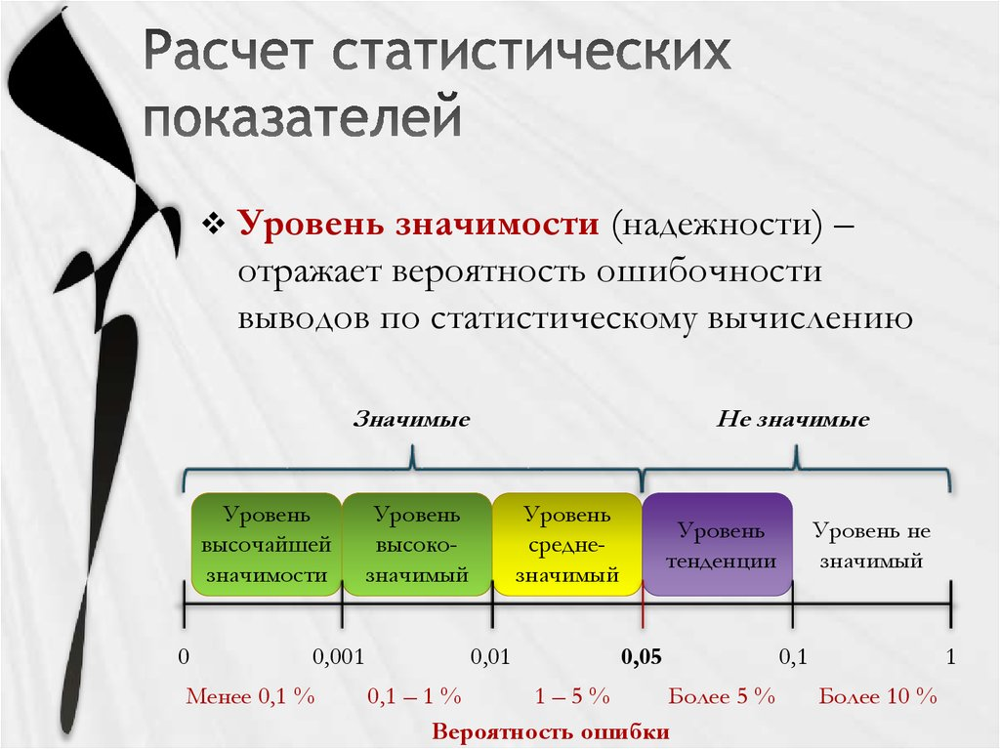 Расчет статистических
показателей
❖ Уровень значимости (надежности) –
отражает вероятность ошибочности
выводов по статистическому вычислению
Значимые
Не значимые
Уровень
высочайшей
значимости
Уровень
высоко-
значимый
Уровень
средне-
значимый
Уровень
тенденции
Уровень не
значимый
0 0,001 0,01 0,05 0,1 1
Менее 0,1 % 0,1 – 1 % 1 – 5 % Более 5 % Более 10 %
Вероятность ошибки